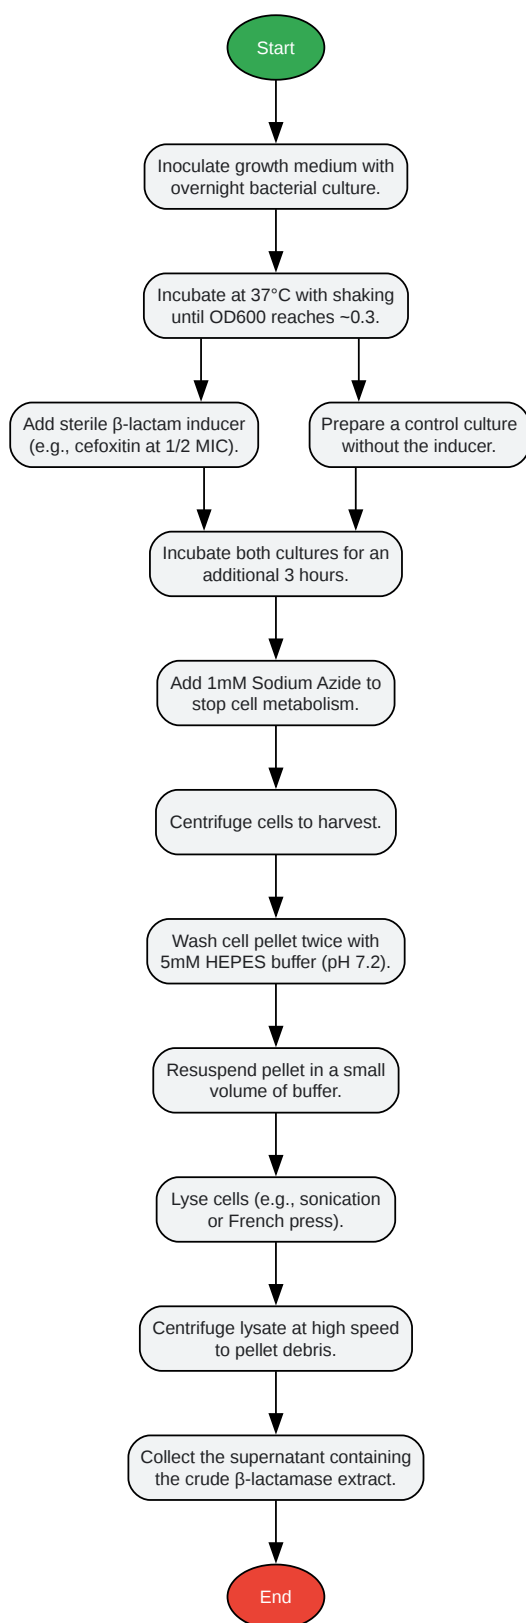 Start
Inoculate growth medium with
overnight bacterial culture.
Incubate at 37°C with shaking
until OD600 reaches ~0.3.
Add sterile β-lactam inducer
(e.g., cefoxitin at 1/2 MIC).
Prepare a control culture
without the inducer.
Incubate both cultures for an
additional 3 hours.
Add 1mM Sodium Azide to
stop cell metabolism.
Centrifuge cells to harvest.
Wash cell pellet twice with
5mM HEPES buffer (pH 7.2).
Resuspend pellet in a small
volume of buffer.
Lyse cells (e.g., sonication
or French press).
Centrifuge lysate at high speed
to pellet debris.
Collect the supernatant containing
the crude β-lactamase extract.
End